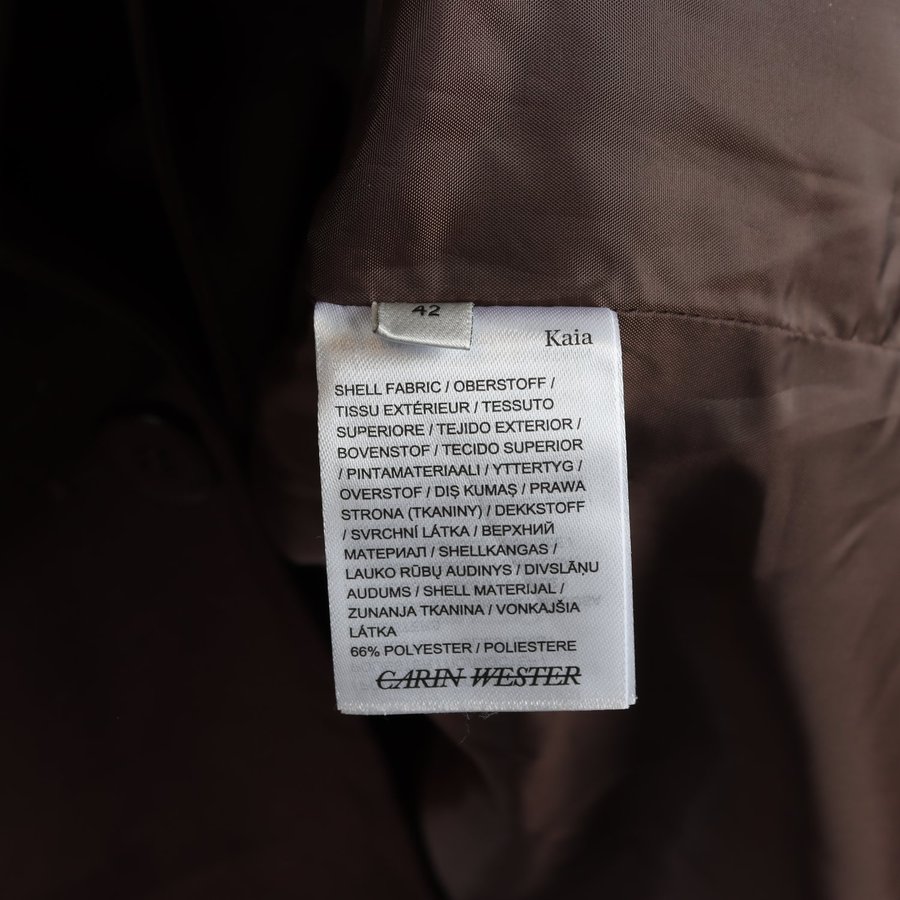 42
Kaia
SHELL FABRIC / OBERSTOFF /
TISSU EXTÉRIEUR / TESSUTO
SUPERIORE / TEJIDO EXTERIOR /
BOVENSTOF / TECIDO SUPERIOR
/ PINTAMATERIAALI / YTTERTYG /
OVERSTOF / DIŞ KUMAŞ / PRAWA
STRONA (TKANINY) / DEKKSTOFF
/ SVRCHNÍ LÁTKA / ВЕРХНИЙ
МАТЕРИАЛ / SHELLKANGAS /
LAUKO RŪBŲ AUDINYS / DIVSLĀŅU
AUDUMS / SHELL MATERIJAL /
ZUNANJA TKANINA / VONKAJŠIA
LÁTKA
66% POLYESTER / POLIESTERE
CARIN WESTER